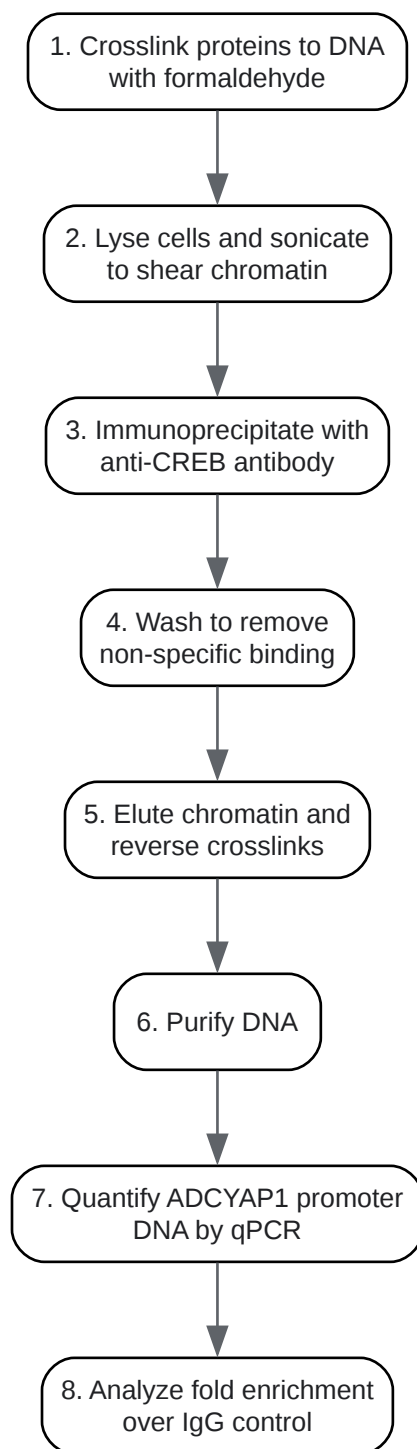 1. Crosslink proteins to DNA
with formaldehyde
2. Lyse cells and sonicate
to shear chromatin
3. Immunoprecipitate with
anti-CREB antibody
4. Wash to remove
non-specific binding
5. Elute chromatin and
reverse crosslinks
6. Purify DNA
7. Quantify ADCYAP1 promoter
DNA by qPCR
8. Analyze fold enrichment
over IgG control